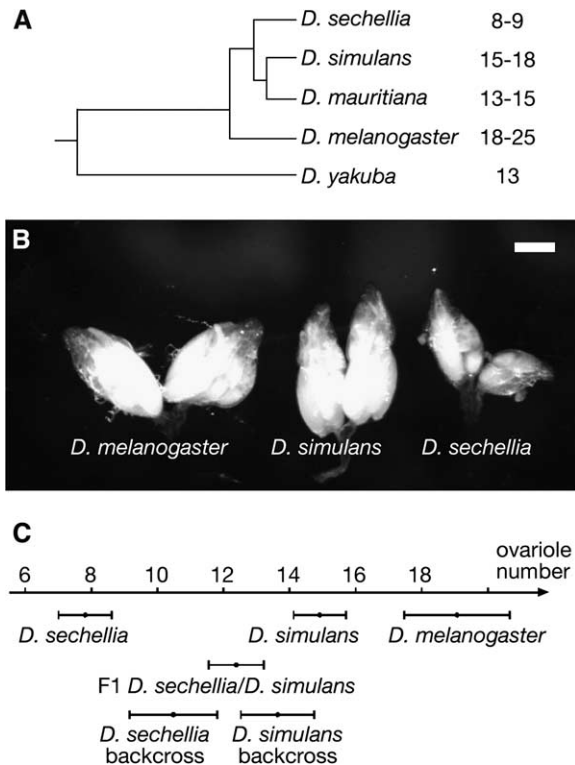 A
D. sechellia 8-9
D. simulans 15-18
D. mauritiana 13-15
D. melanogaster 18-25
D. yakuba 13
B
D. melanogaster D. simulans D. sechellia
C
ovariole
6 8 10 12 14 16 18 number
D. sechellia D. simulans D. melanogaster
F1 D. sechellia/D. simulans
D. sechellia D. simulans
backcross backcross